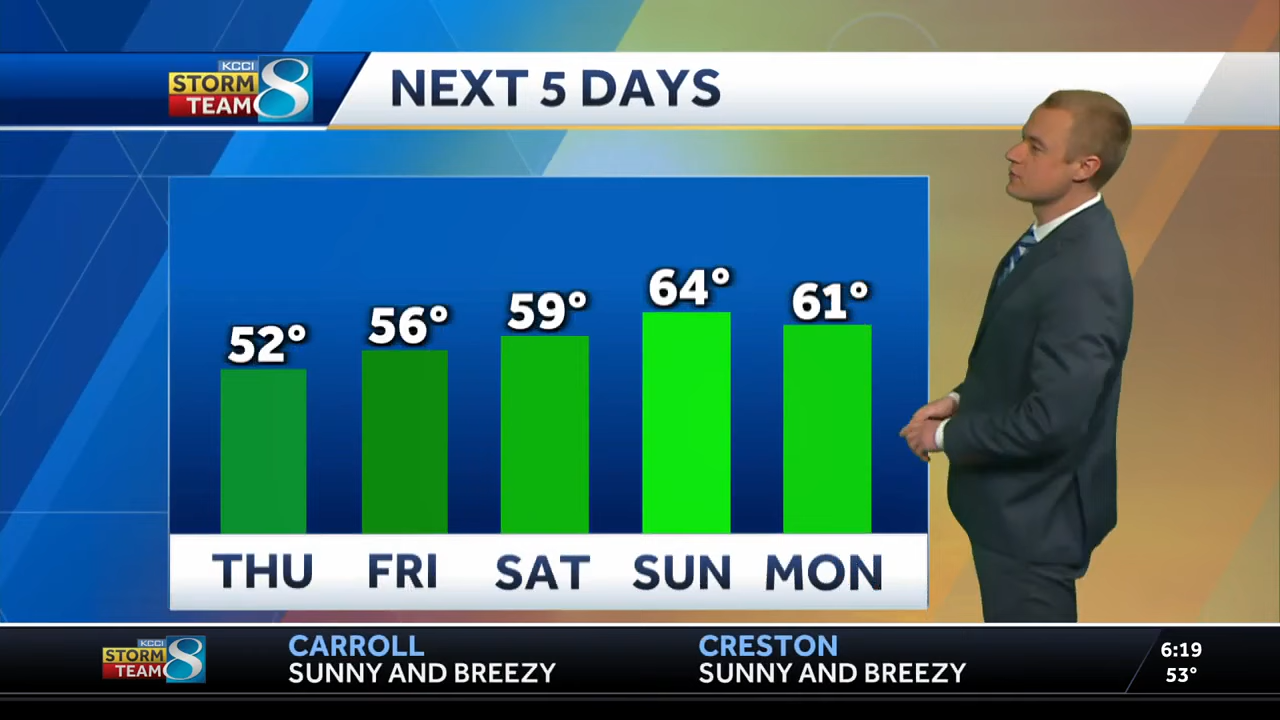 KCCI
STORM
TEAM 8
NEXT 5 DAYS
52° 56° 59° 64° 61°
THU FRI SAT SUN MON
KCCI
STORM
TEAM 8
CARROLL
SUNNY AND BREEZY
CRESTON
SUNNY AND BREEZY
6:19
53°